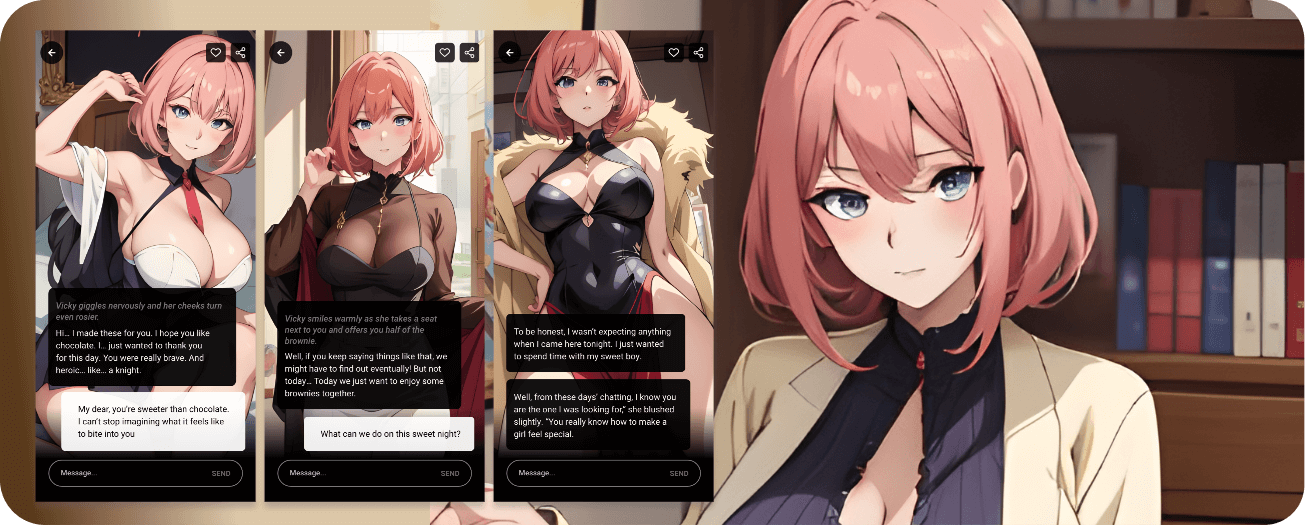 Vicky giggles nervously and her cheeks turn
even rosier.
Hi... I made these for you. I hope you like
chocolate. I... just wanted to thank you
for this day. You were really brave. And
heroic... like... a knight.
My dear, you're sweeter than chocolate.
I can't stop imagining what it feels like
to bite into you
Message...
SEND
Vicky smiles warmly as she takes a seat
next to you and offers you half of the
brownie.
Well, if you keep saying things like that, we
might have to find out eventually! But not
today... Today we just want to enjoy some
brownies together.
What can we do on this sweet night?
Message...
SEND
To be honest, I wasn't expecting anything
when I came here tonight. I just wanted
to spend time with my sweet boy.
Well, from these days' chatting, I know you
are the one I was looking for," she blushed
slightly. "You really know how to make a
girl feel special.
Message...
SEND